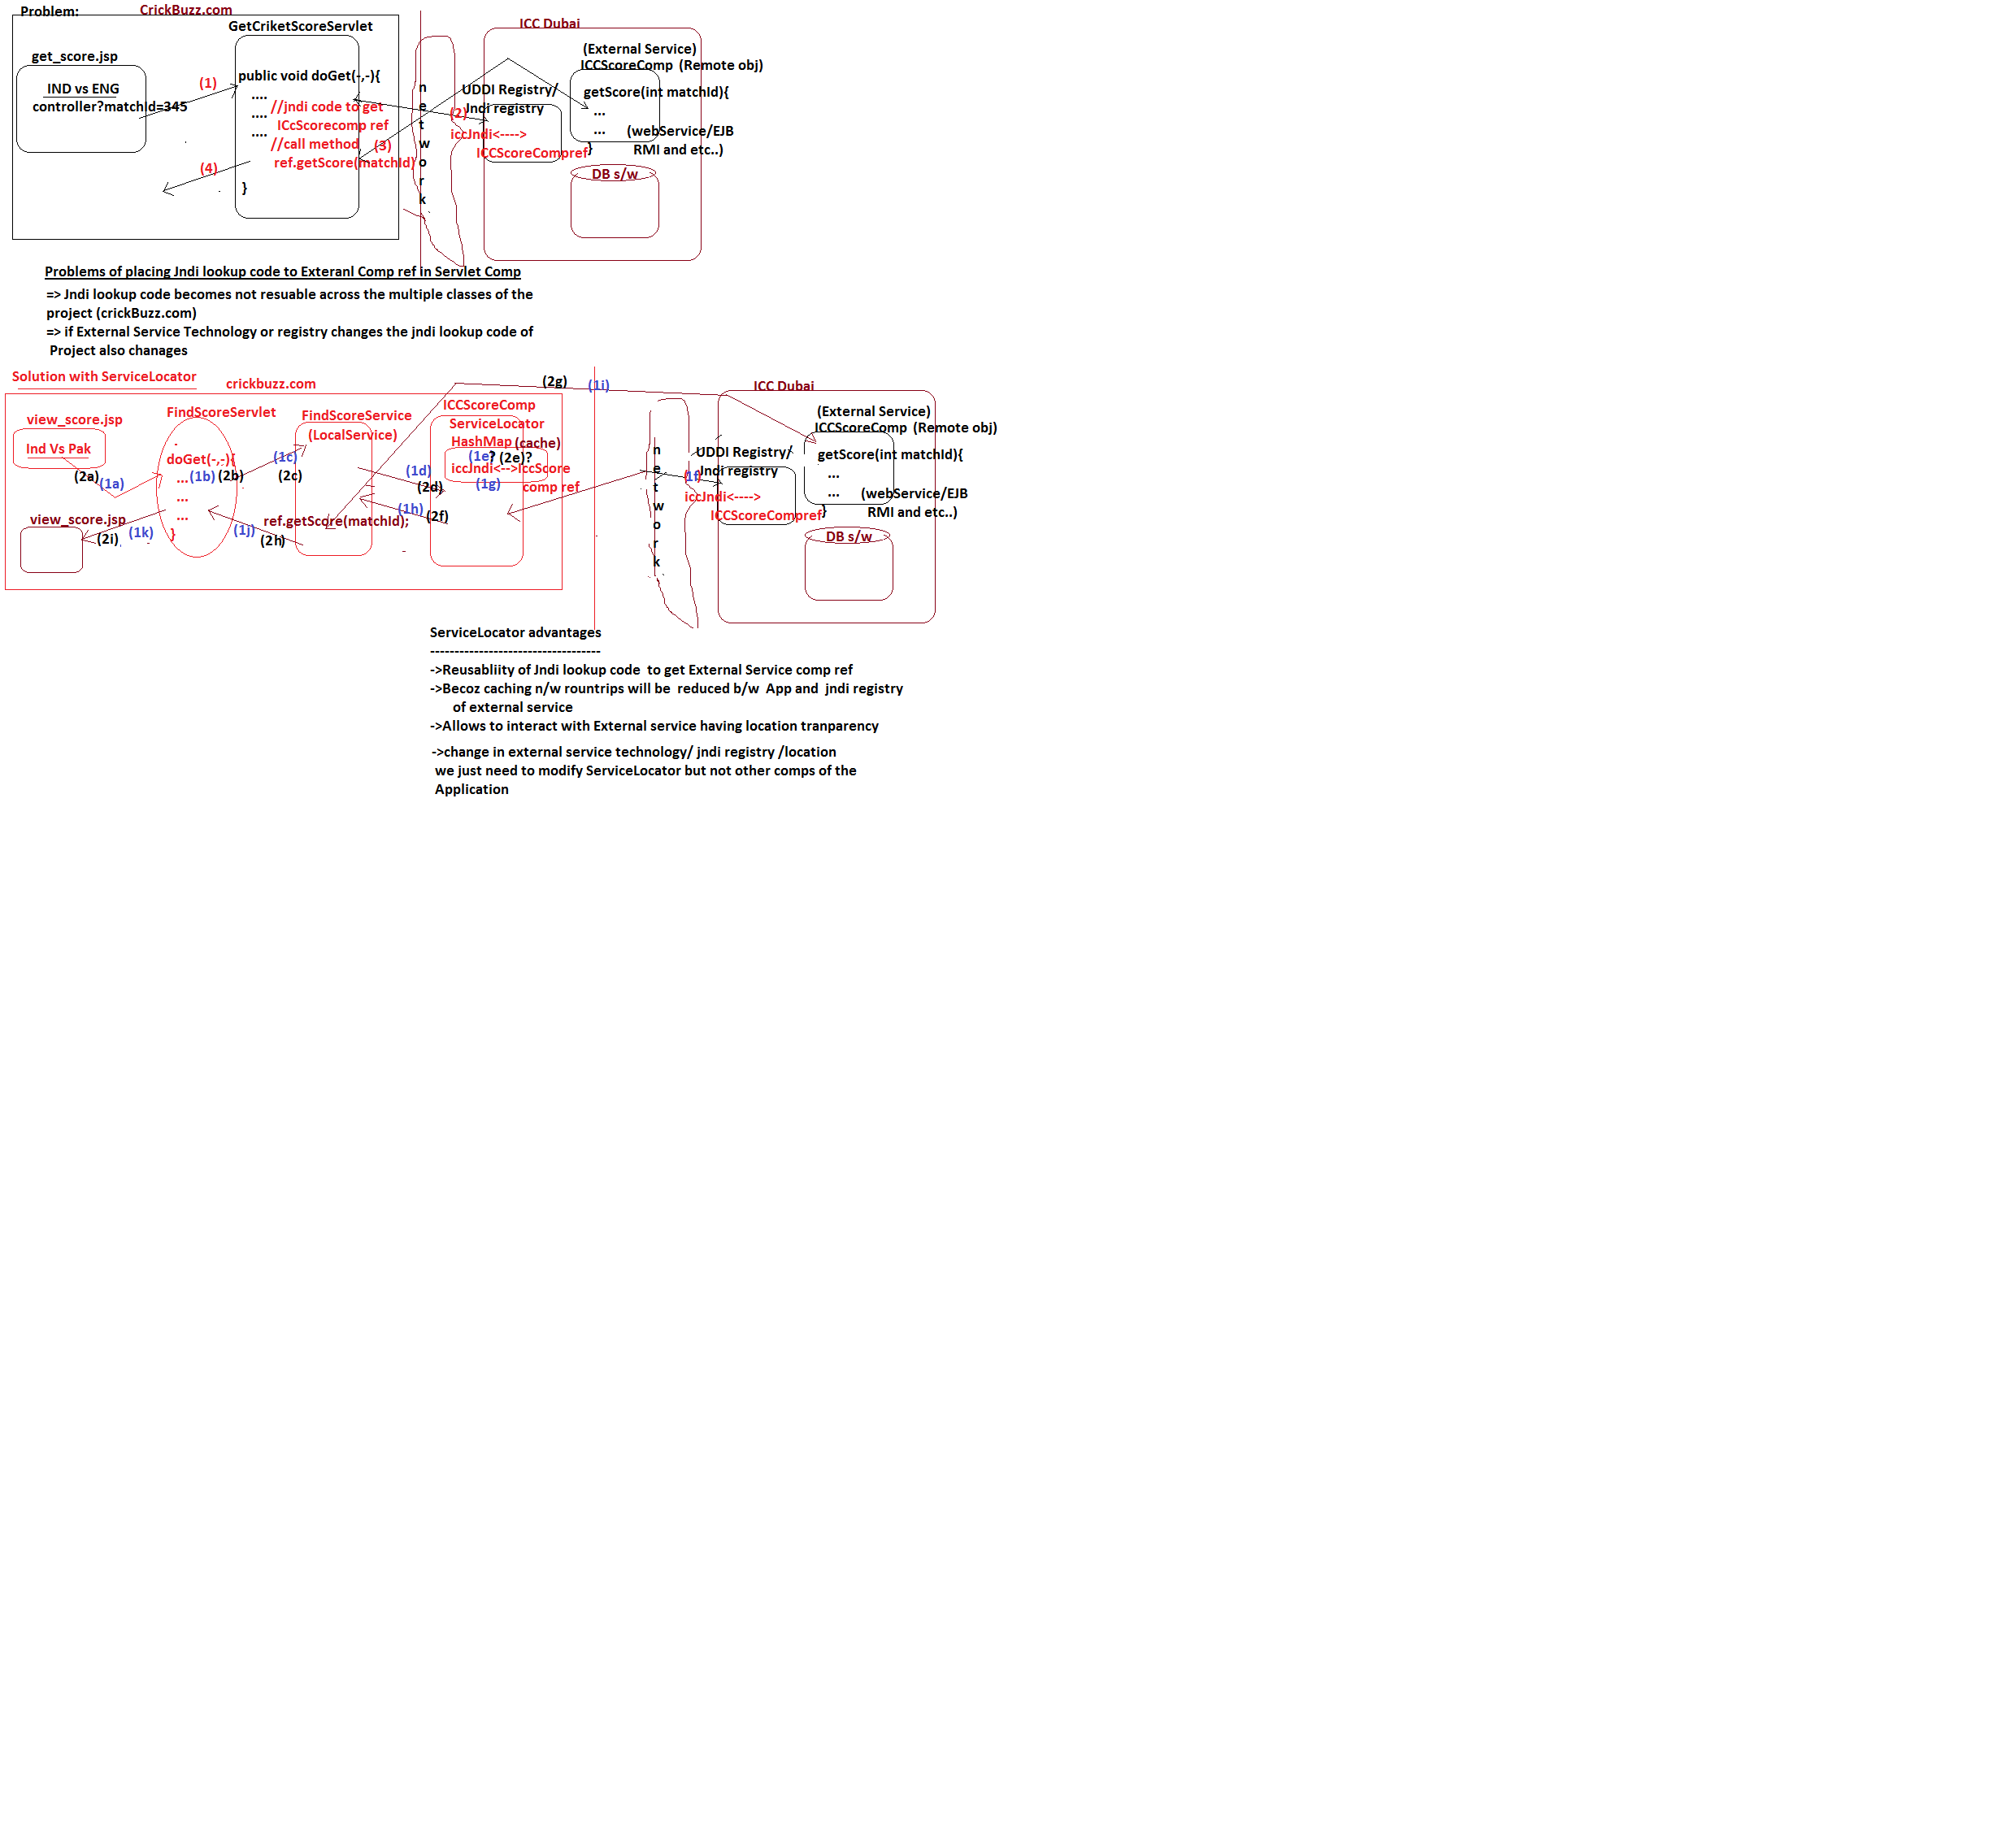 Problem:
CrickBuzz.com
GetCriketScoreServlet
get_score.jsp
IND vs ENG
controller?matchId=345
(1)
public void doGet(-,-){
....
//jndi code to get
....
ICcScorecomp ref
....
//call method
(3)
ref.getScore(matchId)
(4)
}
n
e
t
w
o
r
k
ICC Dubai
(External Service)
ICCScoreComp (Remote obj)
UDDI Registry/
Jndi registry
(2)
iccJndi<---->
ICCScoreCompref
getScore(int matchId){
...
...
(webService/EJB
}
RMI and etc..)
DB s/w
Problems of placing Jndi lookup code to Exteranl Comp ref in Servlet Comp
=> Jndi lookup code becomes not resuable across the multiple classes of the
project (crickBuzz.com)
=> if External Service Technology or registry changes the jndi lookup code of
Project also chanages
Solution with ServiceLocator
crickbuzz.com
view_score.jsp
Ind Vs Pak
(2a)
(1a)
FindScoreServlet
doGet(-,-){
...
(1b)
(2b)
...
...
}
(1c)
(2c)
FindScoreService
(LocalService)
ref.getScore(matchId);
(1d)
(2d)
ICCScoreComp
ServiceLocator
HashMap (cache)
(1e? (2e)?
iccJndi<-->IccScore
comp ref
(1g)
(1h)
(2f)
(2g)
(1i)
(1j)
(2h)
view_score.jsp
(1k)
(2i)
n
e
t
w
o
r
k
ICC Dubai
(External Service)
ICCScoreComp (Remote obj)
UDDI Registry/
Jndi registry
(1f)
iccJndi<---->
ICCScoreCompref
getScore(int matchId){
...
...
(webService/EJB
}
RMI and etc..)
DB s/w
ServiceLocator advantages
-----------------------------------
->Reusabliity of Jndi lookup code to get External Service comp ref
->Becoz caching n/w rountrips will be reduced b/w App and jndi registry
of external service
->Allows to interact with External service having location tranparency
->change in external service technology/ jndi registry /location
we just need to modify ServiceLocator but not other comps of the
Application